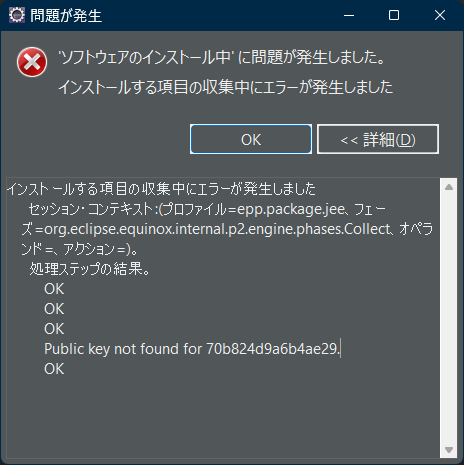 問題が発生
'ソフトウェアのインストール中' に問題が発生しました。
インストールする項目の収集中にエラーが発生しました
OK
<< 詳細(D)
インストールする項目の収集中にエラーが発生しました
セッション・コンテキスト:(プロファイル=epp.package.jee、フェー
ズ=org.eclipse.equinox.internal.p2.engine.phases.Collect、オペラ
ンド=、アクション=)。
処理ステップの結果。
OK
OK
OK
Public key not found for 70b824d9a6b4ae29.
OK